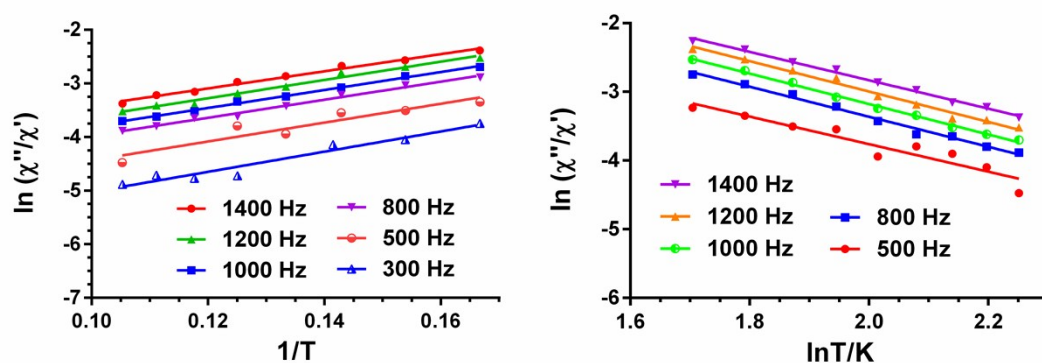 ln (χ''/χ')
-2
-3
-4
-5
-6
-7
0.10
0.12
0.14
0.16
1/T
1400 Hz
1200 Hz
1000 Hz
800 Hz
500 Hz
300 Hz
ln (χ''/χ')
-2
-3
-4
-5
-6
1.6
1.8
2.0
2.2
lnT/K
1400 Hz
1200 Hz
1000 Hz
800 Hz
500 Hz